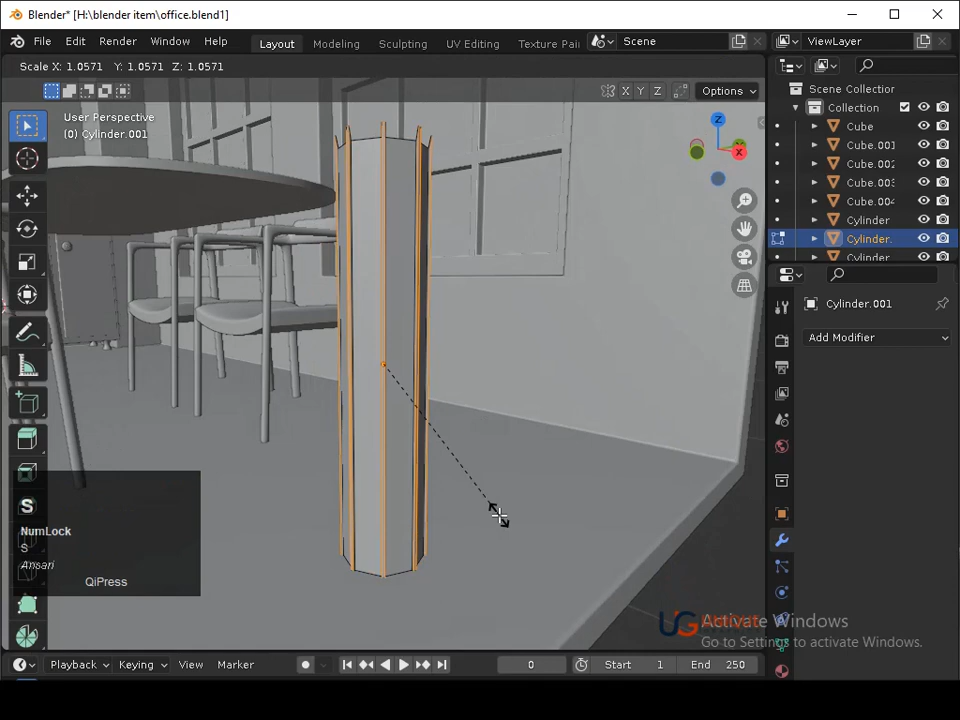 Blender* [H:\blender item\office.blend1]
File Edit Render Window Help Layout Modeling Sculpting UV Editing Texture Pai Scene ViewLayer
Scale X: 1.0571 Y: 1.0571 Z: 1.0571
X Y Z Options
User Perspective
(0) Cylinder.001
Z
X
Scene Collection
Collection
Cube
Cube.001
Cube.002
Cube.003
Cube.004
Cylinder
Cylinder.
Cylinder
Cylinder.001
Add Modifier
S
NumLock
S
Ansari
QiPress
UG
Activate Windows
Go to Settings to activate Windows.
Playback Keying View Marker 0 Start 1 End 250